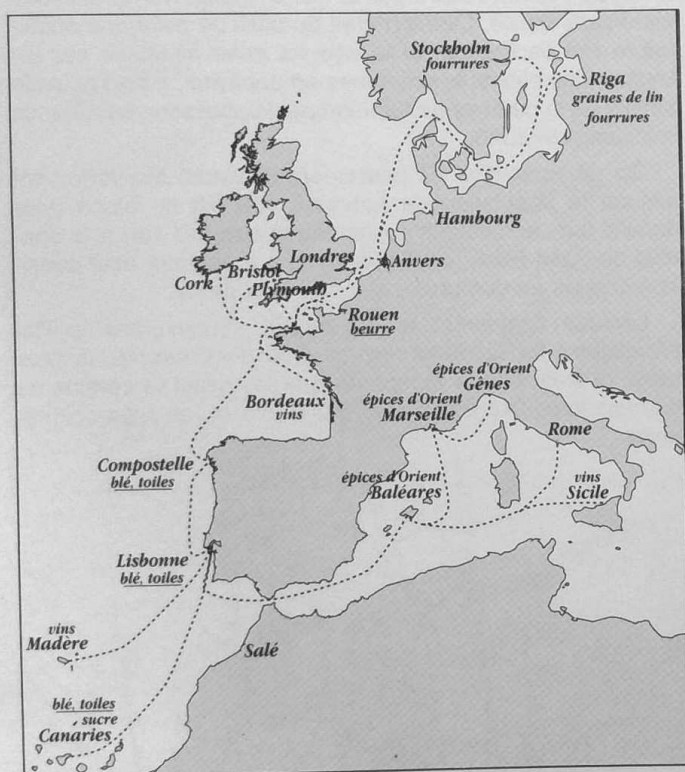 Stockholm
fourrures
Riga
graines de lin
fourrures
Hambourg
Londres
Anvers
Bristol
Cork
Plymouth
Rouen
beurre
Bordeaux
vins
épices d'Orient
Gênes
épices d'Orient
Marseille
Rome
Compostelle
blé, toiles
épices d'Orient
Baléares
vins
Sicile
Lisbonne
blé, toiles
vins
Madère
Salé
blé, toiles
sucre
Canaries